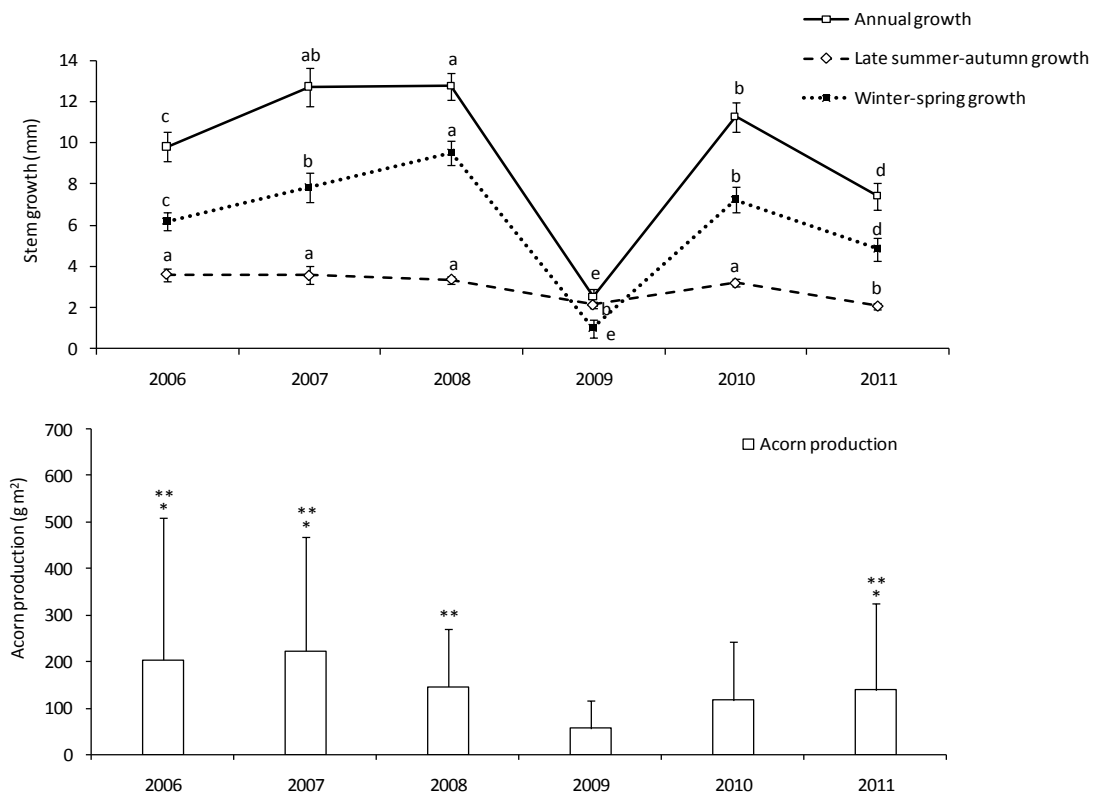 Annual growth
Late summer-autumn growth
Winter-spring growth
Stem growth (mm)
14
12
10
8
6
4
2
0
c
ab
a
e
b
d
c
b
a
e
b
d
a
a
a
b
a
b
2006
2007
2008
2009
2010
2011
Acorn production
Acorn production (g m²)
700
600
500
400
300
200
100
0
**
*
**
*
**
**
*
2006
2007
2008
2009
2010
2011